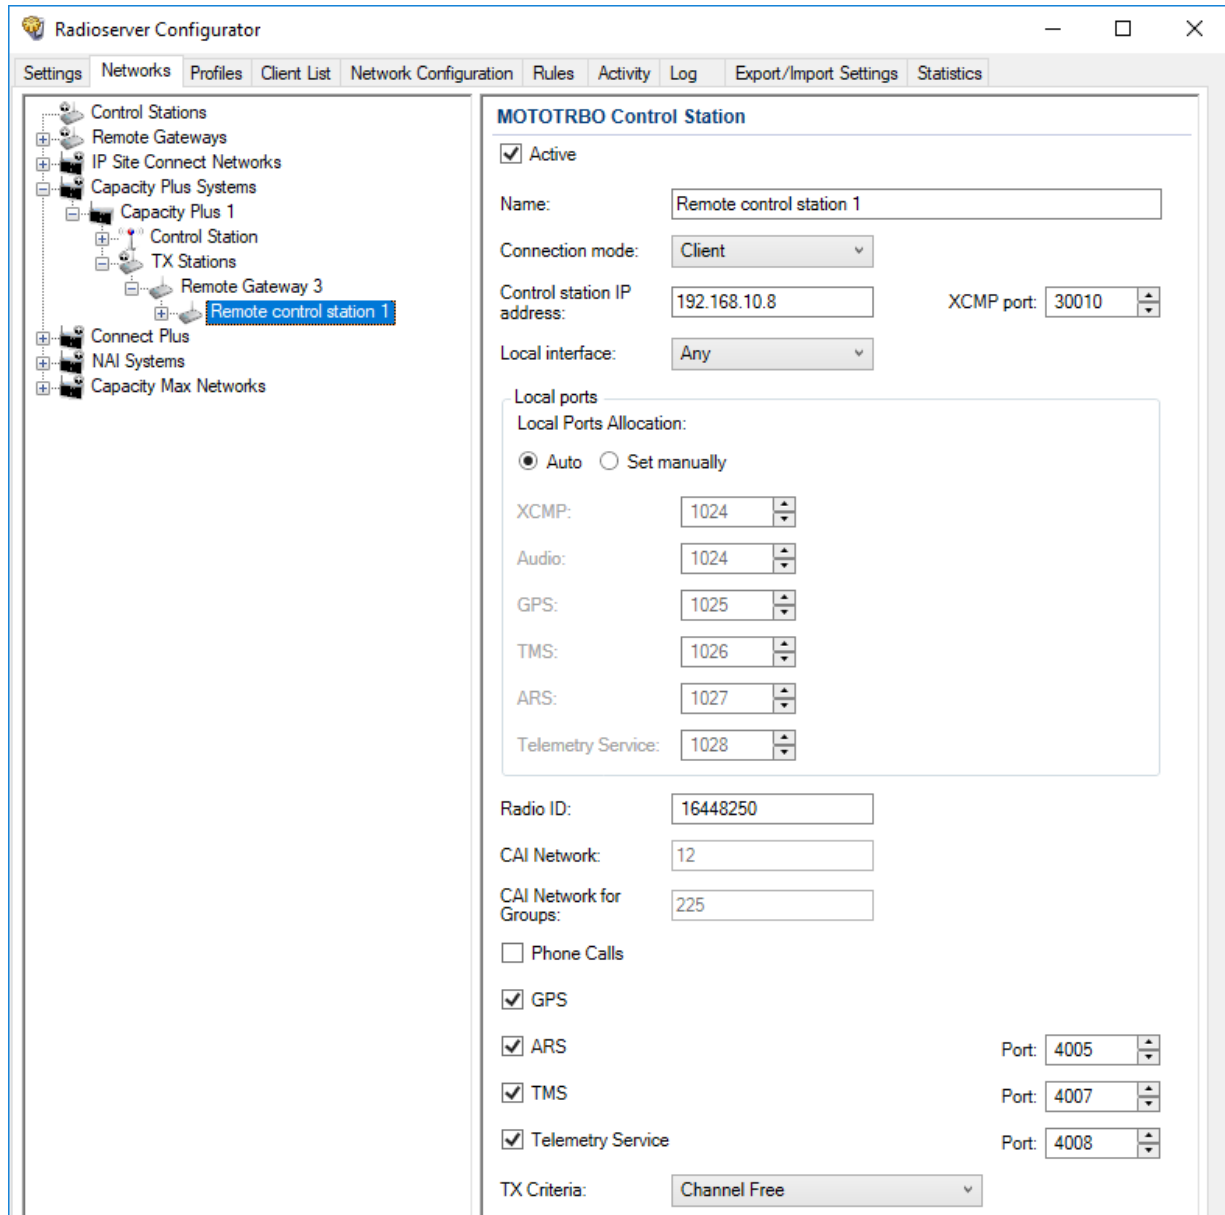 Radioserver Configurator
Settings Networks Profiles Client List Network Configuration Rules Activity Log Export/Import Settings Statistics
Control Stations
Remote Gateways
IP Site Connect Networks
Capacity Plus Systems
Capacity Plus 1
Control Station
TX Stations
Remote Gateway 3
Remote control station 1
Connect Plus
NAI Systems
Capacity Max Networks
MOTOTRBO Control Station
Active
Name: Remote control station 1
Connection mode: Client
Control station IP
address: 192.168.10.8 XCMP port: 30010
Local interface: Any
Local ports
Local Ports Allocation:
Auto Set manually
XCMP: 1024
Audio: 1024
GPS: 1025
TMS: 1026
ARS: 1027
Telemetry Service: 1028
Radio ID: 16448250
CAI Network: 12
CAI Network for
Groups: 225
Phone Calls
GPS
ARS Port: 4005
TMS Port: 4007
Telemetry Service Port: 4008
TX Criteria: Channel Free